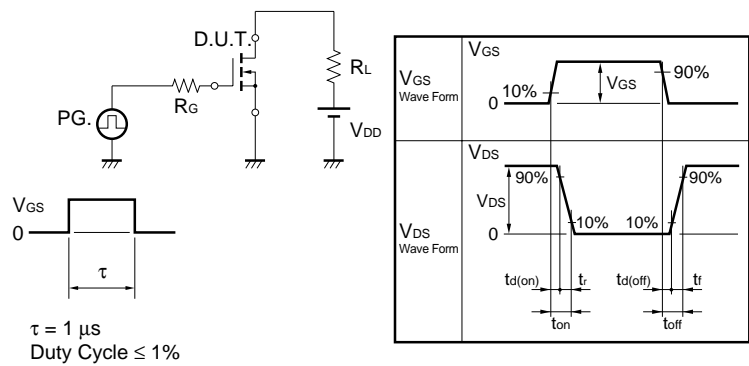 D.U.T.
RL
RG
PG.
VDD
VGS
0
τ
τ = 1 μs
Duty Cycle ≤ 1%
VGS
Wave Form
VGS
VGS
10%
90%
0
VDS
Wave Form
VDS
90%
90%
VDS
10%
10%
0
td(on)
tr
td(off)
tf
ton
toff